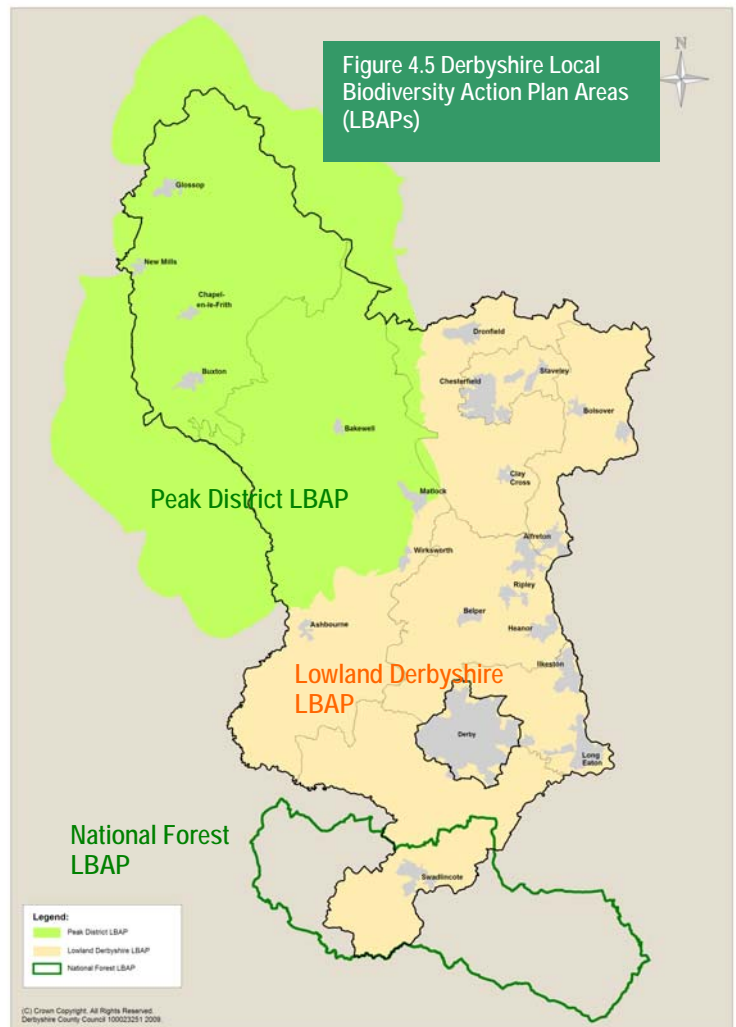 Figure 4.5 Derbyshire Local
Biodiversity Action Plan Areas
(LBAPs)
N
Glossop
New Mills
Chapel-
en-le-Frith
Buxton
Bakewell
Dronfield
Chesterfield
Staveley
Bolsover
Clay
Cross
Peak District LBAP
Matlock
Wirksworth
Alfreton
Ripley
Belper
Heanor
Ashbourne
Ilkeston
Lowland Derbyshire
LBAP
Derby
Long
Eaton
National Forest
LBAP
Swadlincote
Legend:
Peak District LBAP
Lowland Derbyshire LBAP
National Forest LBAP
(C) Crown Copyright. All Rights Reserved.
Derbyshire County Council 100023251 2009.